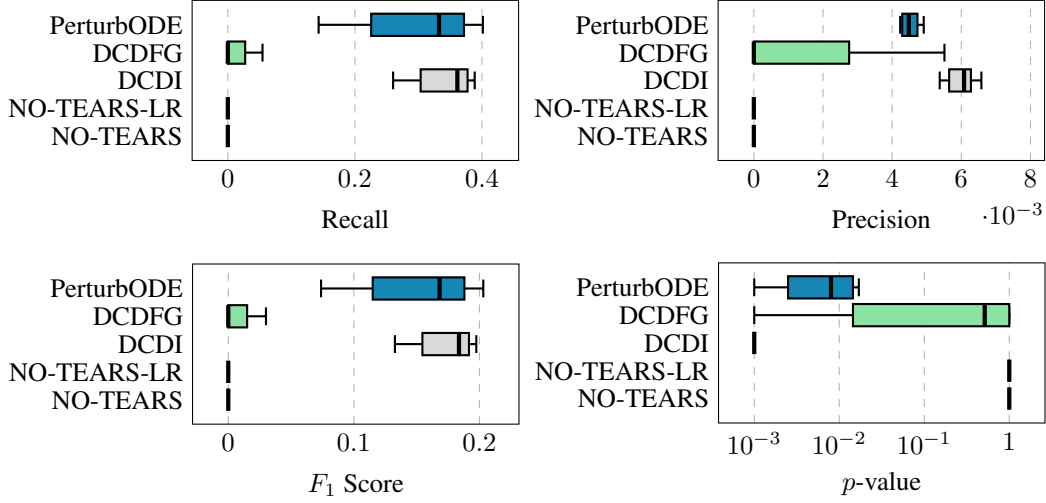 PerturbODE
DCDFG
DCDI
NO-TEARS-LR
NO-TEARS
0 0.2 0.4
Recall
PerturbODE
DCDFG
DCDI
NO-TEARS-LR
NO-TEARS
0 2 4 6 8
Precision ·10⁻³
PerturbODE
DCDFG
DCDI
NO-TEARS-LR
NO-TEARS
0 0.1 0.2
F₁ Score
PerturbODE
DCDFG
DCDI
NO-TEARS-LR
NO-TEARS
10⁻³ 10⁻² 10⁻¹ 1
p-value